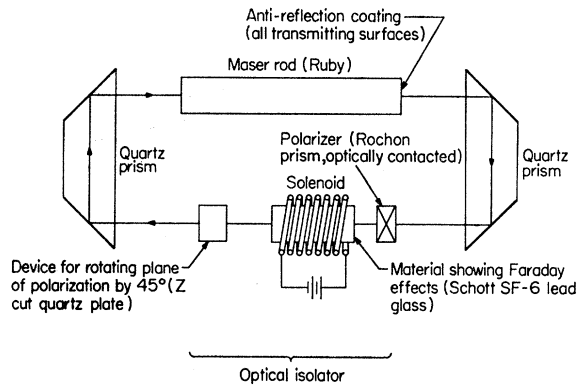 Anti-reflection coating
(all transmitting surfaces)
Maser rod (Ruby)
Polarizer (Rochon
prism,optically contacted)
Quartz
prism
Quartz
prism
Solenoid
Device for rotating plane
of polarization by 45° (Z
cut quartz plate)
Material showing Faraday
effects (Schott SF-6 lead
glass)
Optical isolator